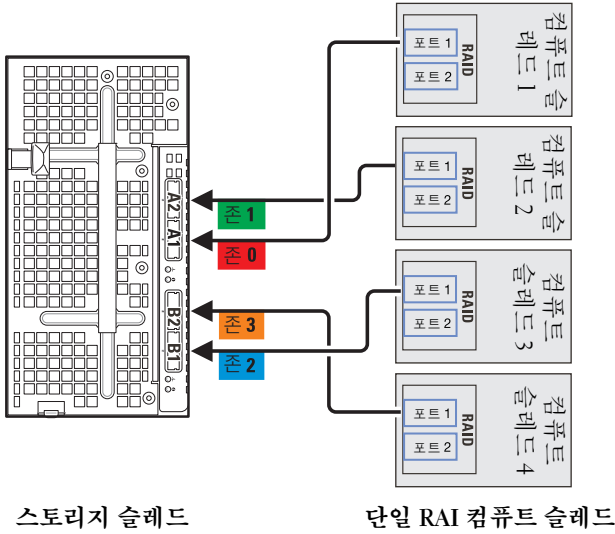 A2
A1
B2
B1
존 1
존 0
존 3
존 2
포트 1
포트 2
RAID
컴퓨트 슬
레드 1
포트 1
포트 2
RAID
컴퓨트 슬
레드 2
포트 1
포트 2
RAID
컴퓨트
슬레드 3
포트 1
포트 2
RAID
컴퓨트
슬레드 4
스토리지 슬레드
단일 RAI 컴퓨트 슬레드